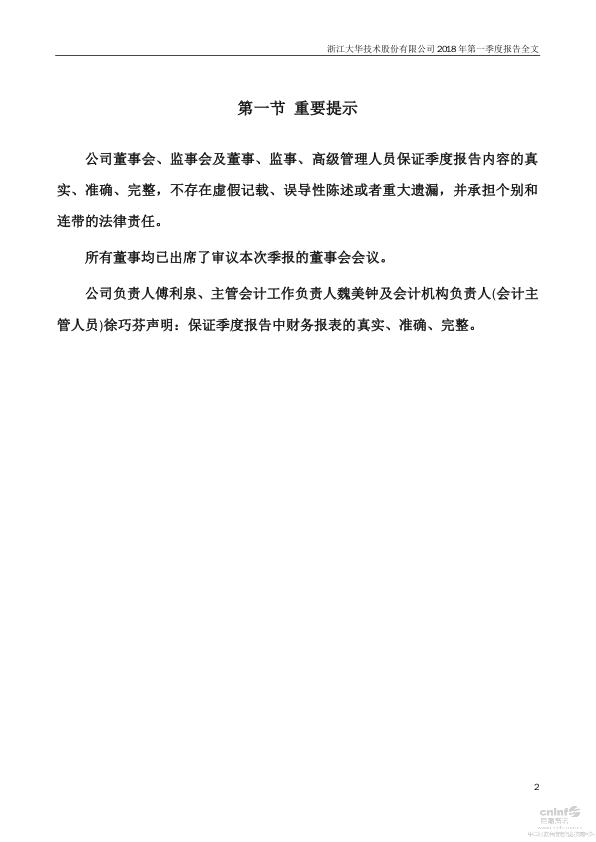 浙江大华技术股份有限公司 2018 年第一季度报告全文
第一节 重要提示
公司董事会、监事会及董事、监事、高级管理人员保证季度报告内容的真
实、准确、完整，不存在虚假记载、误导性陈述或者重大遗漏，并承担个别和
连带的法律责任。
所有董事均已出席了审议本次季报的董事会会议。
公司负责人傅利泉、主管会计工作负责人魏美钟及会计机构负责人(会计主
管人员)徐巧芬声明：保证季度报告中财务报表的真实、准确、完整。
2
cninf
巨潮资讯